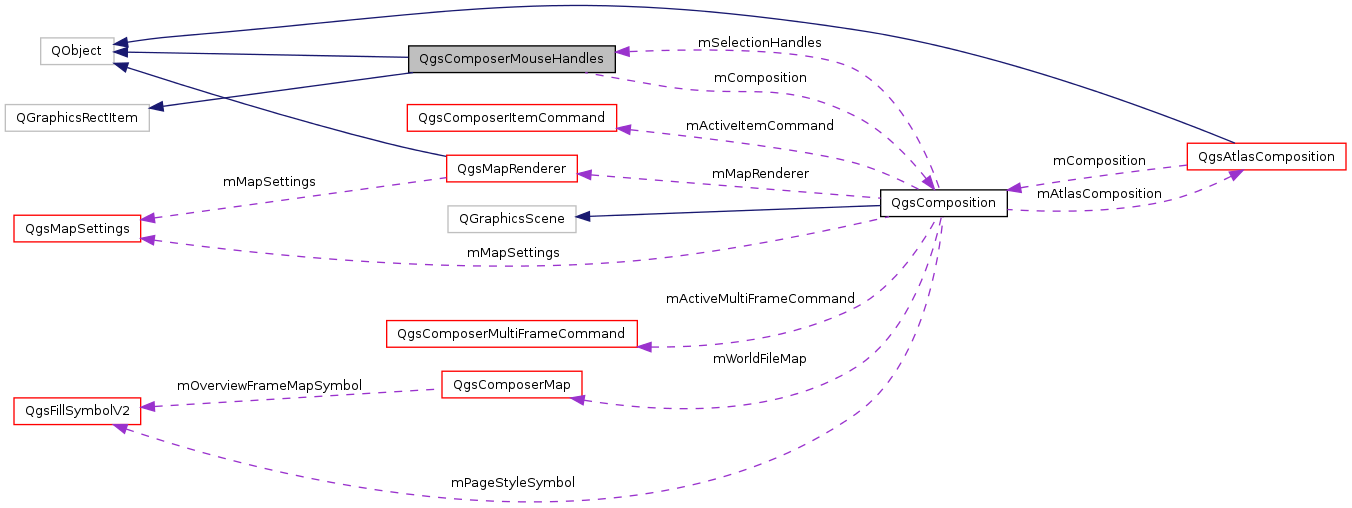 QObject
QgsComposerMouseHandles
mSelectionHandles
mComposition
QGraphicsRectItem
QgsComposerItemCommand
mActiveItemCommand
QgsMapRenderer
mMapRenderer
mComposition
QgsAtlasComposition
mMapSettings
mAtlasComposition
QgsComposition
QGraphicsScene
QgsMapSettings
mMapSettings
mActiveMultiFrameCommand
QgsComposerMultiFrameCommand
mWorldFileMap
mOverviewFrameMapSymbol
QgsComposerMap
QgsFillSymbolV2
mPageStyleSymbol